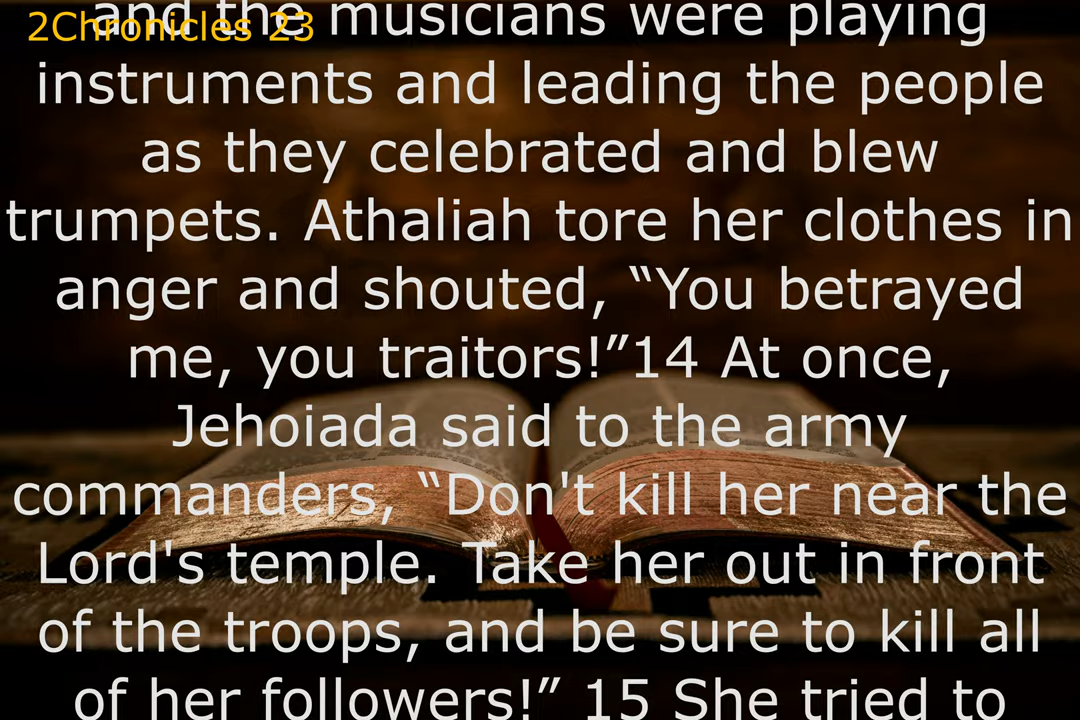 2Chronicles 23
and the musicians were playing
instruments and leading the people
as they celebrated and blew
trumpets. Athaliah tore her clothes in
anger and shouted, “You betrayed
me, you traitors!”14 At once,
Jehoiada said to the army
commanders, “Don't kill her near the
Lord's temple. Take her out in front
of the troops, and be sure to kill all
of her followers!” 15 She tried to